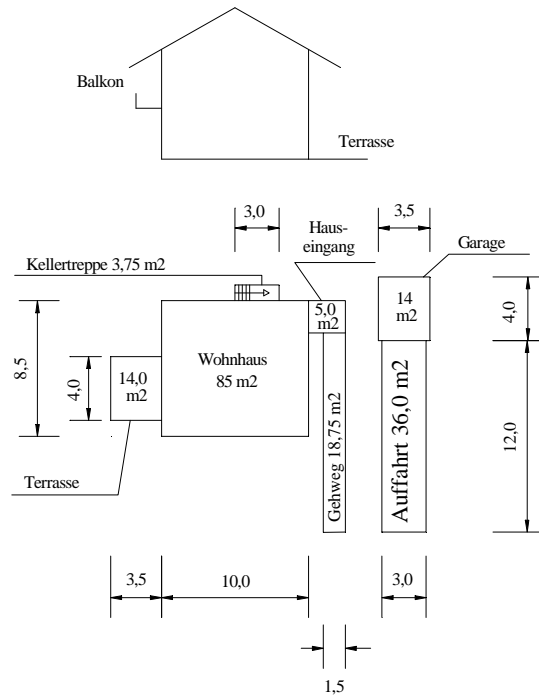 Balkon
Terrasse
3,0
Haus-
eingang
3,5
Garage
Kellertreppe 3,75 m2
5,0
m2
14
m2
4,0
8,5
4,0
14,0
m2
Wohnhaus
85 m2
Gehweg 18,75 m2
Auffahrt 36,0 m2
12,0
Terrasse
3,5
10,0
3,0
1,5